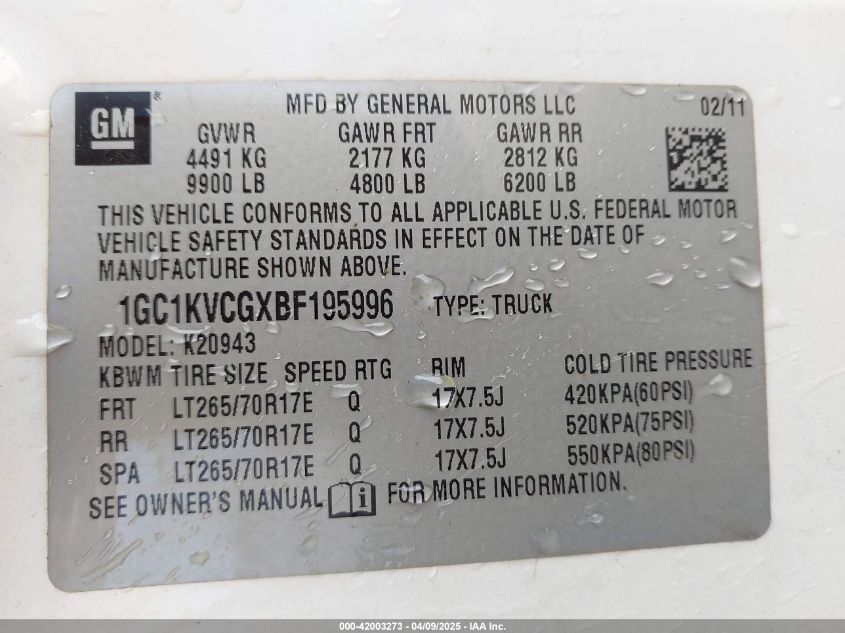 GM
MFD BY GENERAL MOTORS LLC 02/11
GVWR GAWR FRT GAWR RR
4491 KG 2177 KG 2812 KG
9900 LB 4800 LB 6200 LB
THIS VEHICLE CONFORMS TO ALL APPLICABLE U.S. FEDERAL MOTOR
VEHICLE SAFETY STANDARDS IN EFFECT ON THE DATE OF
MANUFACTURE SHOWN ABOVE.
1GC1KVCGXBF195996 TYPE: TRUCK
MODEL: K20943
KBWM TIRE SIZE SPEED RTG RIM COLD TIRE PRESSURE
FRT LT265/70R17E Q 17X7.5J 420KPA(60PSI)
RR LT265/70R17E Q 17X7.5J 520KPA(75PSI)
SPA LT265/70R17E Q 17X7.5J 550KPA(80PSI)
SEE OWNER'S MANUAL FOR MORE INFORMATION.
000-42003273 - 04/09/2025 - IAA Inc.